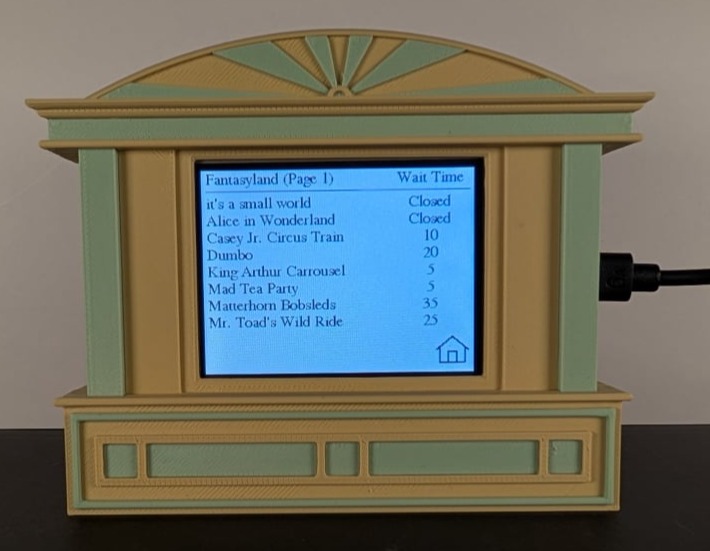 Fantasyland (Page 1) Wait Time
it's a small world Closed
Alice in Wonderland Closed
Casey Jr. Circus Train 10
Dumbo 20
King Arthur Carrousel 5
Mad Tea Party 5
Matterhorn Bobsleds 35
Mr. Toad's Wild Ride 25